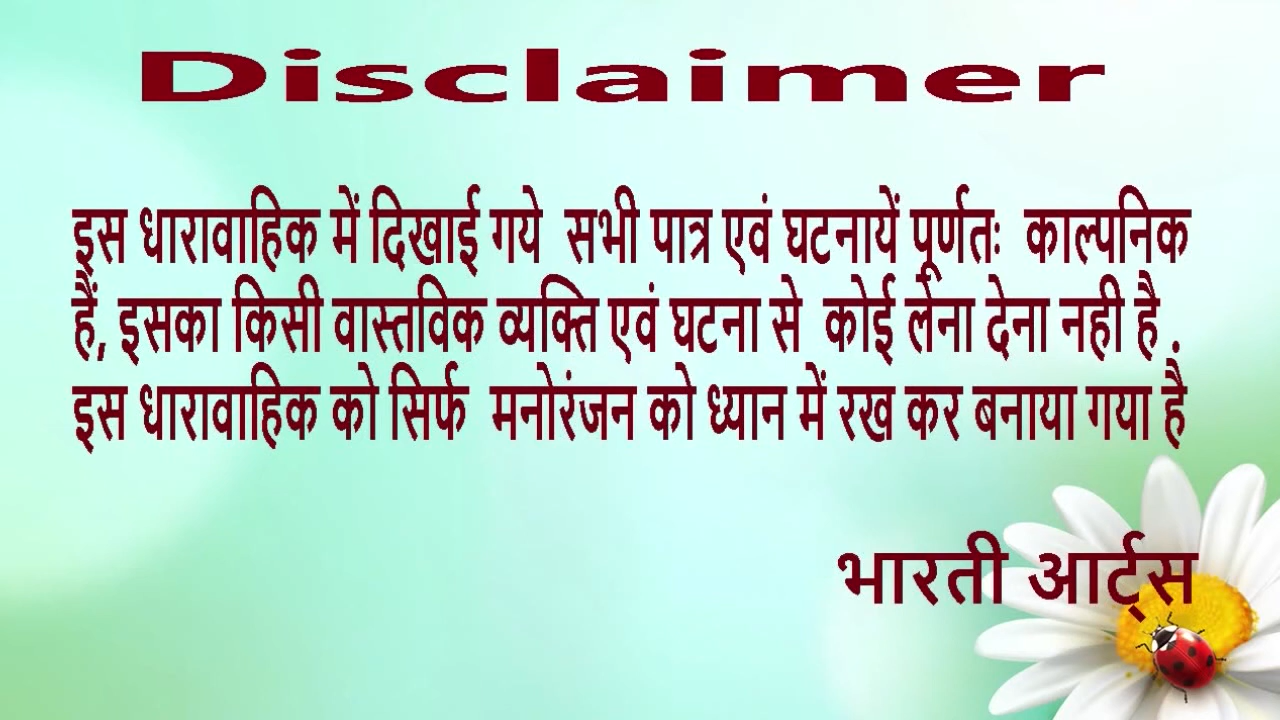 Disclaimer
इस धारावाहिक में दिखाई गये सभी पात्र एवं घटनायें पूर्णतः काल्पनिक
हैं, इसका किसी वास्तविक व्यक्ति एवं घटना से कोई लेना देना नही है .
इस धारावाहिक को सिर्फ मनोरंजन को ध्यान में रख कर बनाया गया है
भारती आर्ट्स